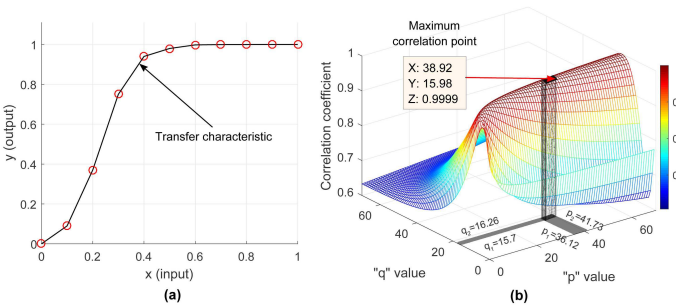 1
0.8
0.6
0.4
0.2
0
y (output)
0 0.2 0.4 0.6 0.8 1
x (input)
Transfer characteristic
(a)
Maximum
correlation point
X: 38.92
Y: 15.98
Z: 0.9999
Correlation coefficient
1
0.9
0.8
0.7
0.6
60
40
20
0
"q" value
0
20
40
60
"p" value
q₂=16.26
q₁=15.7
p₂=41.73
p₁=36.12
(b)